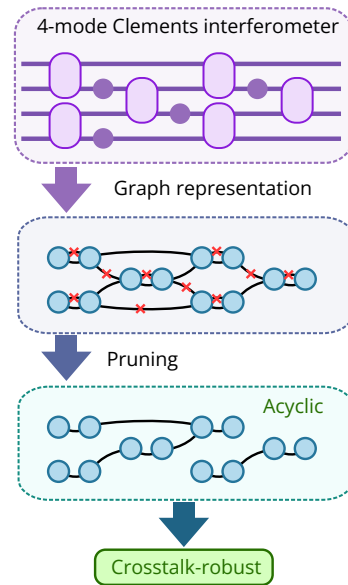 4-mode Clements interferometer
Graph representation
Pruning
Acyclic
Crosstalk-robust